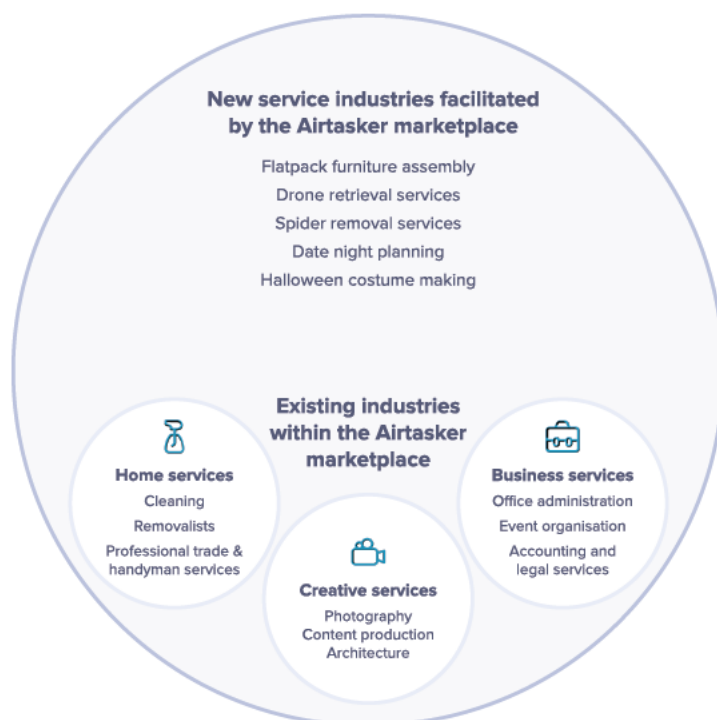 New service industries facilitated
by the Airtasker marketplace
Flatpack furniture assembly
Drone retrieval services
Spider removal services
Date night planning
Halloween costume making
Existing industries
within the Airtasker
marketplace
Home services
Cleaning
Removalists
Professional trade &
handyman services
Creative services
Photography
Content production
Architecture
Business services
Office administration
Event organisation
Accounting and
legal services